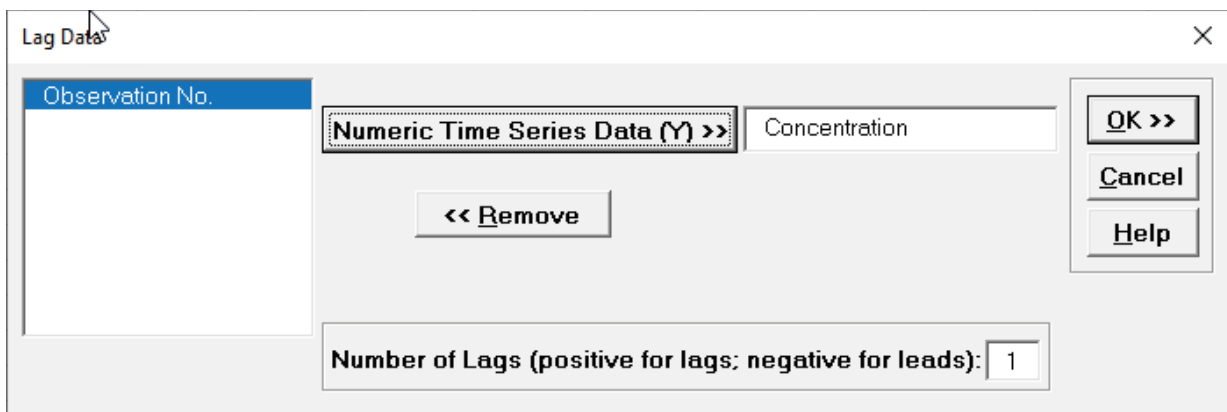 Lag Data
Observation No.
Numeric Time Series Data (Y) >>
Concentration
<< Remove
OK >>
Cancel
Help
Number of Lags (positive for lags; negative for leads): 1